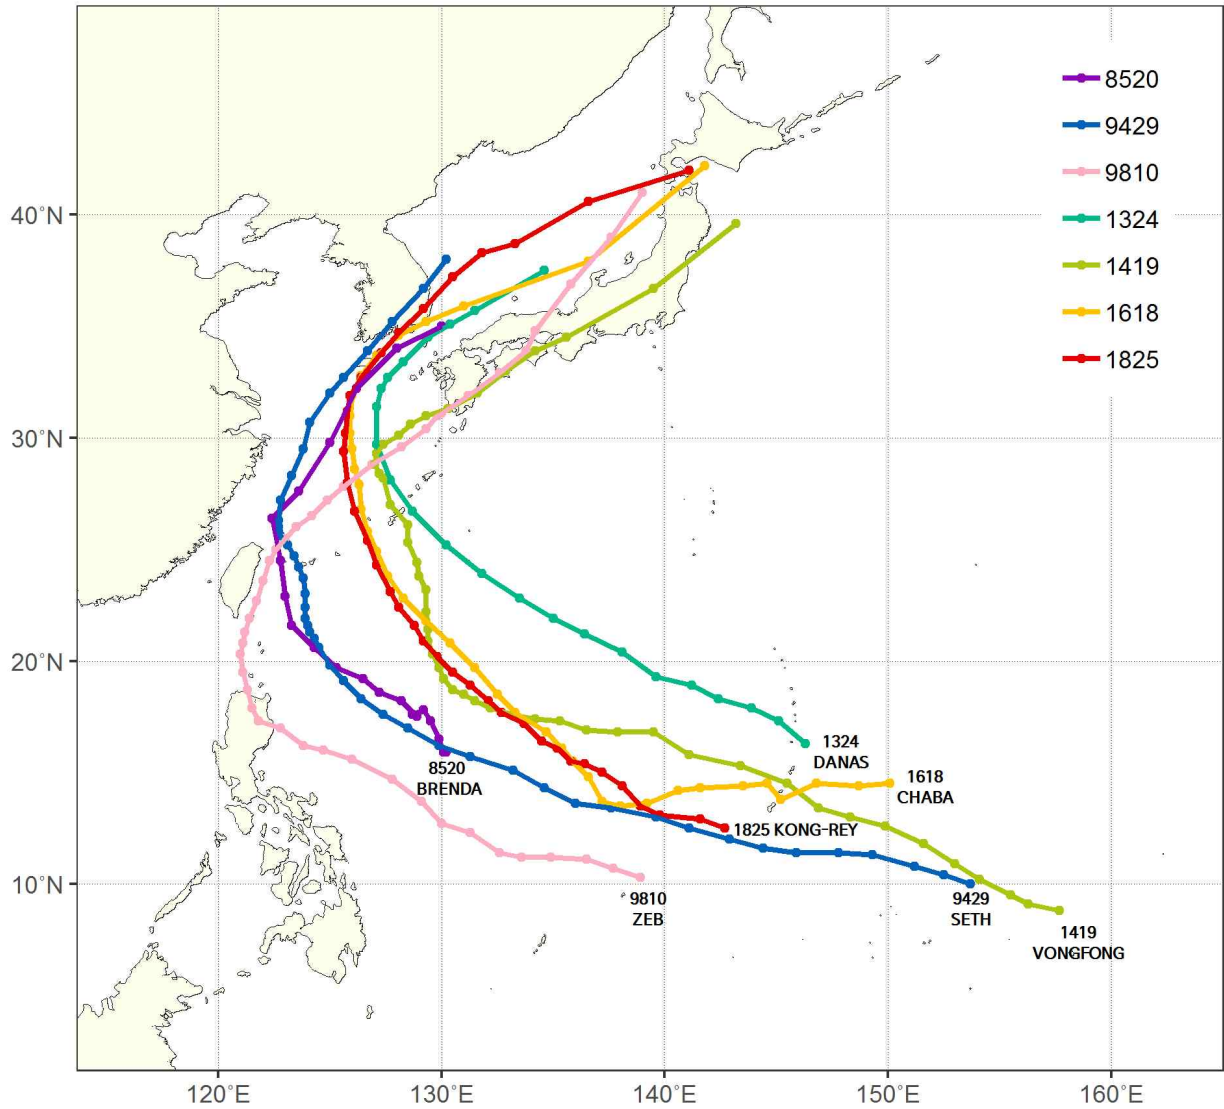 8520
9429
9810
1324
1419
1618
1825
40°N
30°N
20°N
10°N
1324
DANAS
8520
BRENDA
1618
CHABA
1825 KONG-REY
9810
ZEB
9429
SETH
1419
VONGFONG
120°E
130°E
140°E
150°E
160°E